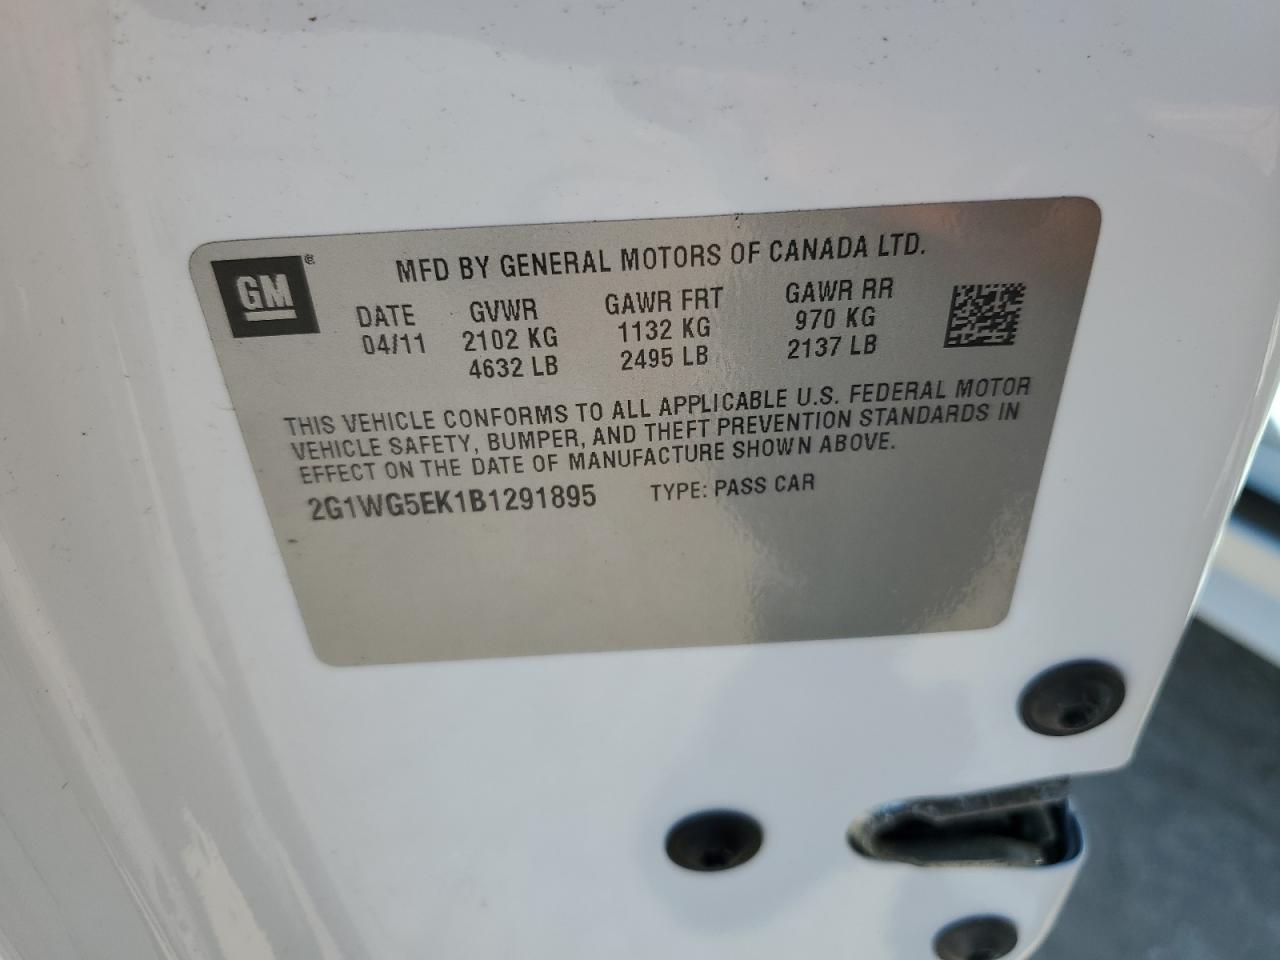 GM®
MFD BY GENERAL MOTORS OF CANADA LTD.
DATE GVWR GAWR FRT GAWR RR
04/11 2102 KG 1132 KG 970 KG
4632 LB 2495 LB 2137 LB
THIS VEHICLE CONFORMS TO ALL APPLICABLE U.S. FEDERAL MOTOR
VEHICLE SAFETY, BUMPER, AND THEFT PREVENTION STANDARDS IN
EFFECT ON THE DATE OF MANUFACTURE SHOWN ABOVE.
2G1WG5EK1B1291895 TYPE: PASS CAR